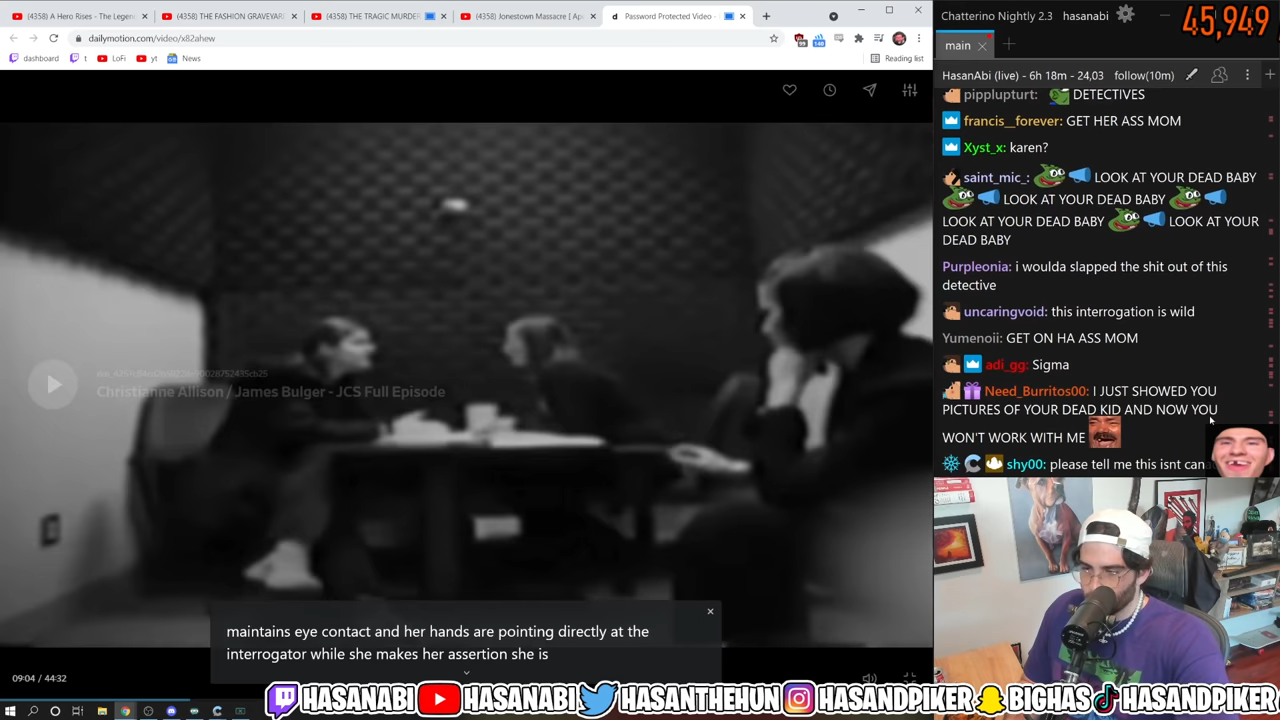 (4358) A Hero Rises - The Legen
(4358) THE FASHION GRAVEYAR
(4358) THE TRAGIC MURDER
(4358) Jonestown Massacre [ Ap
Password Protected Video -
dailymotion.com/video/x82ahew
99
140
dashboard
t
LoFi
yt
News
Reading list
Christianne Allison / James Bulger - JCS Full Episode
maintains eye contact and her hands are pointing directly at the
interrogator while she makes her assertion she is
09:04 / 44:32
Chatterino Nightly 2.3
hasanabi
45,949
main
HasanAbi (live) - 6h 18m - 24,03
follow(10m)
pipplupturt: DETECTIVES
francis__forever: GET HER ASS MOM
Xyst_x: karen?
saint_mic_: LOOK AT YOUR DEAD BABY
LOOK AT YOUR DEAD BABY
LOOK AT YOUR DEAD BABY LOOK AT YOUR
DEAD BABY
Purpleonia: i woulda slapped the shit out of this
detective
uncaringvoid: this interrogation is wild
Yumenoii: GET ON HA ASS MOM
adi_gg: Sigma
Need_Burritos00: I JUST SHOWED YOU
PICTURES OF YOUR DEAD KID AND NOW YOU
WON'T WORK WITH ME
shy00: please tell me this isnt cana
HASANABI HASANABI HASANTHEHUN HASANDPIKER BIGHAS HASANDPIKER